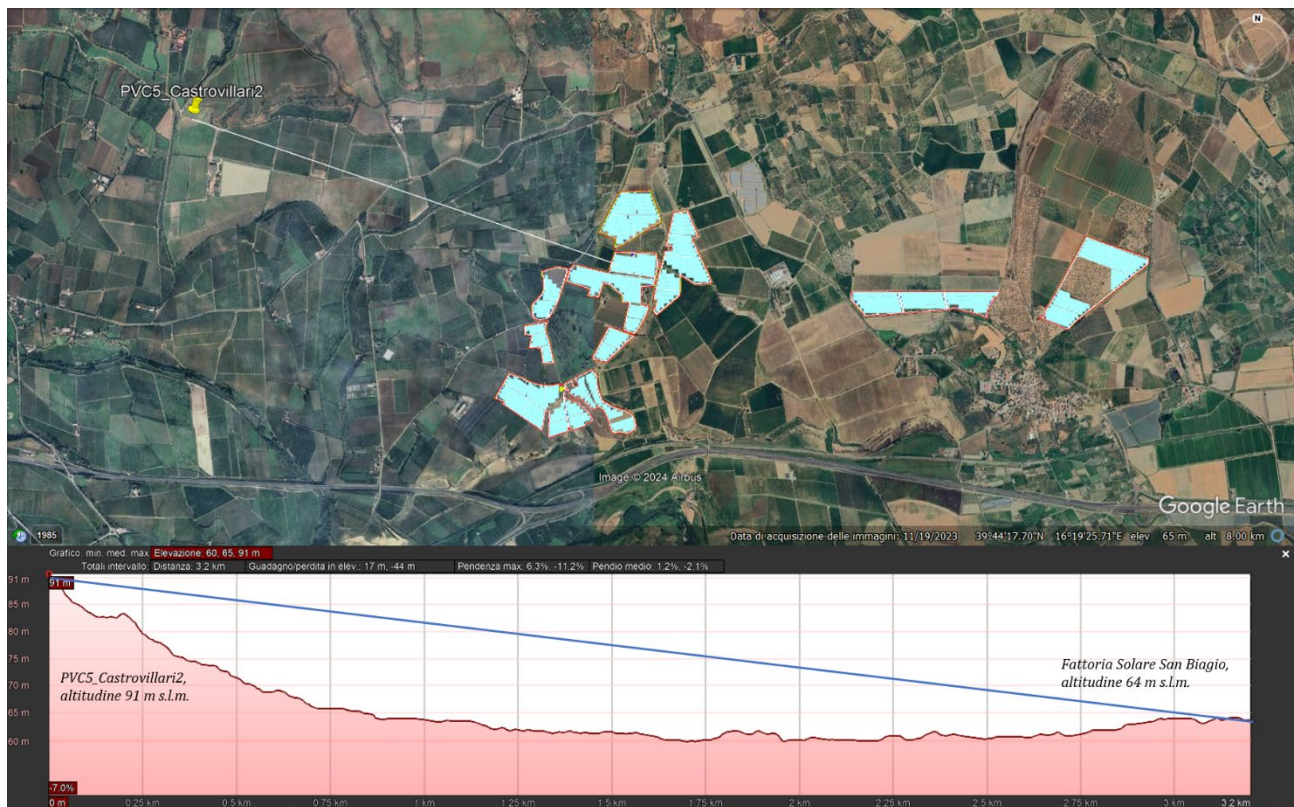 N
PVC5_Castrovillari2
Image © 2024 Airbus
Google Earth
1985
Data di acquisizione delle immagini: 11/19/2023 39°44'17.70"N 16°19'25.71"E elev 65 m alt 8.00 km
Grafico: min, med, max Elevazione: 60, 65, 91 m
Totali intervallo: Distanza: 3.2 km Guadagno/perdita in elev.: 17 m, -44 m Pendenza max. 6.3%, -11.2% Pendio medio: 1.2%, -2.1%
91 m
91 m
85 m
80 m
75 m
70 m
65 m
60 m
PVC5_Castrovillari2,
altitudine 91 m s.l.m.
Fattoria Solare San Biagio,
altitudine 64 m s.l.m.
-7.0%
0 m 0.25 km 0.5 km 0.75 km 1 km 1.25 km 1.5 km 1.75 km 2 km 2.25 km 2.5 km 2.75 km 3 km 3.2 km